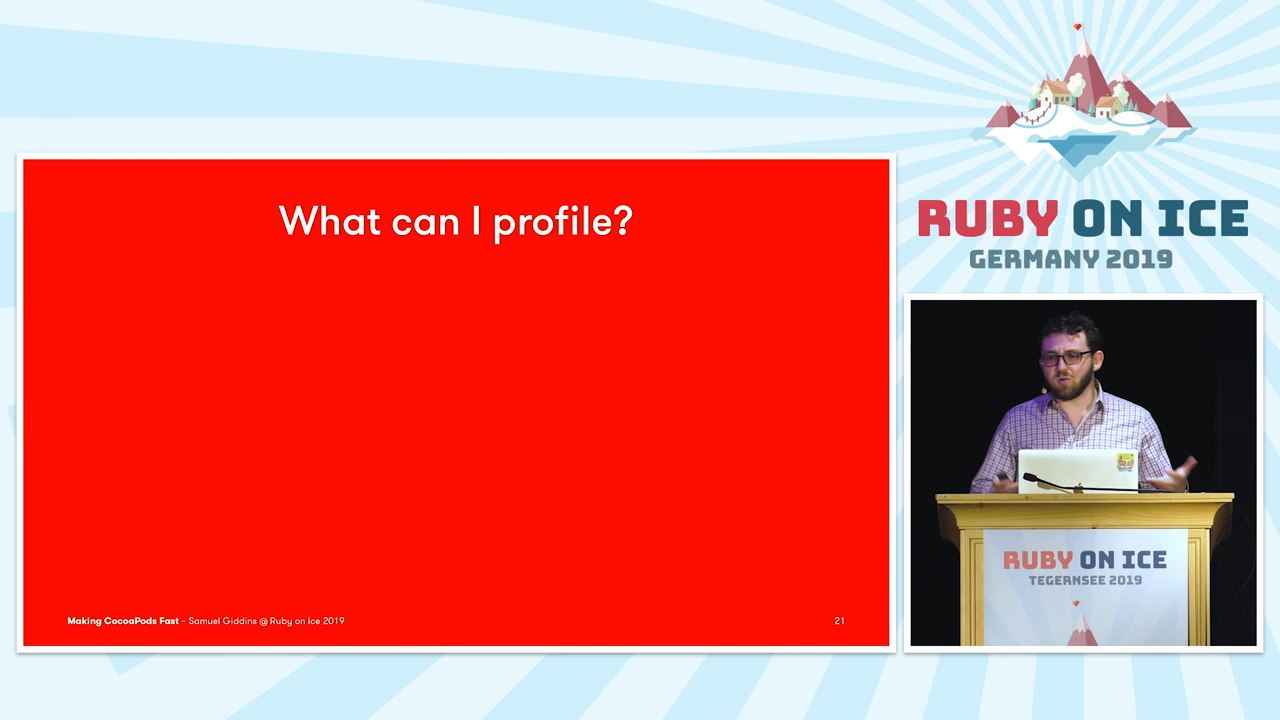 What can I profile?
Making CocoaPods Fast – Samuel Giddins @ Ruby on Ice 2019
21
RUBY ON ICE
GERMANY 2019
RUBY ON ICE
TEGERNSEE 2019